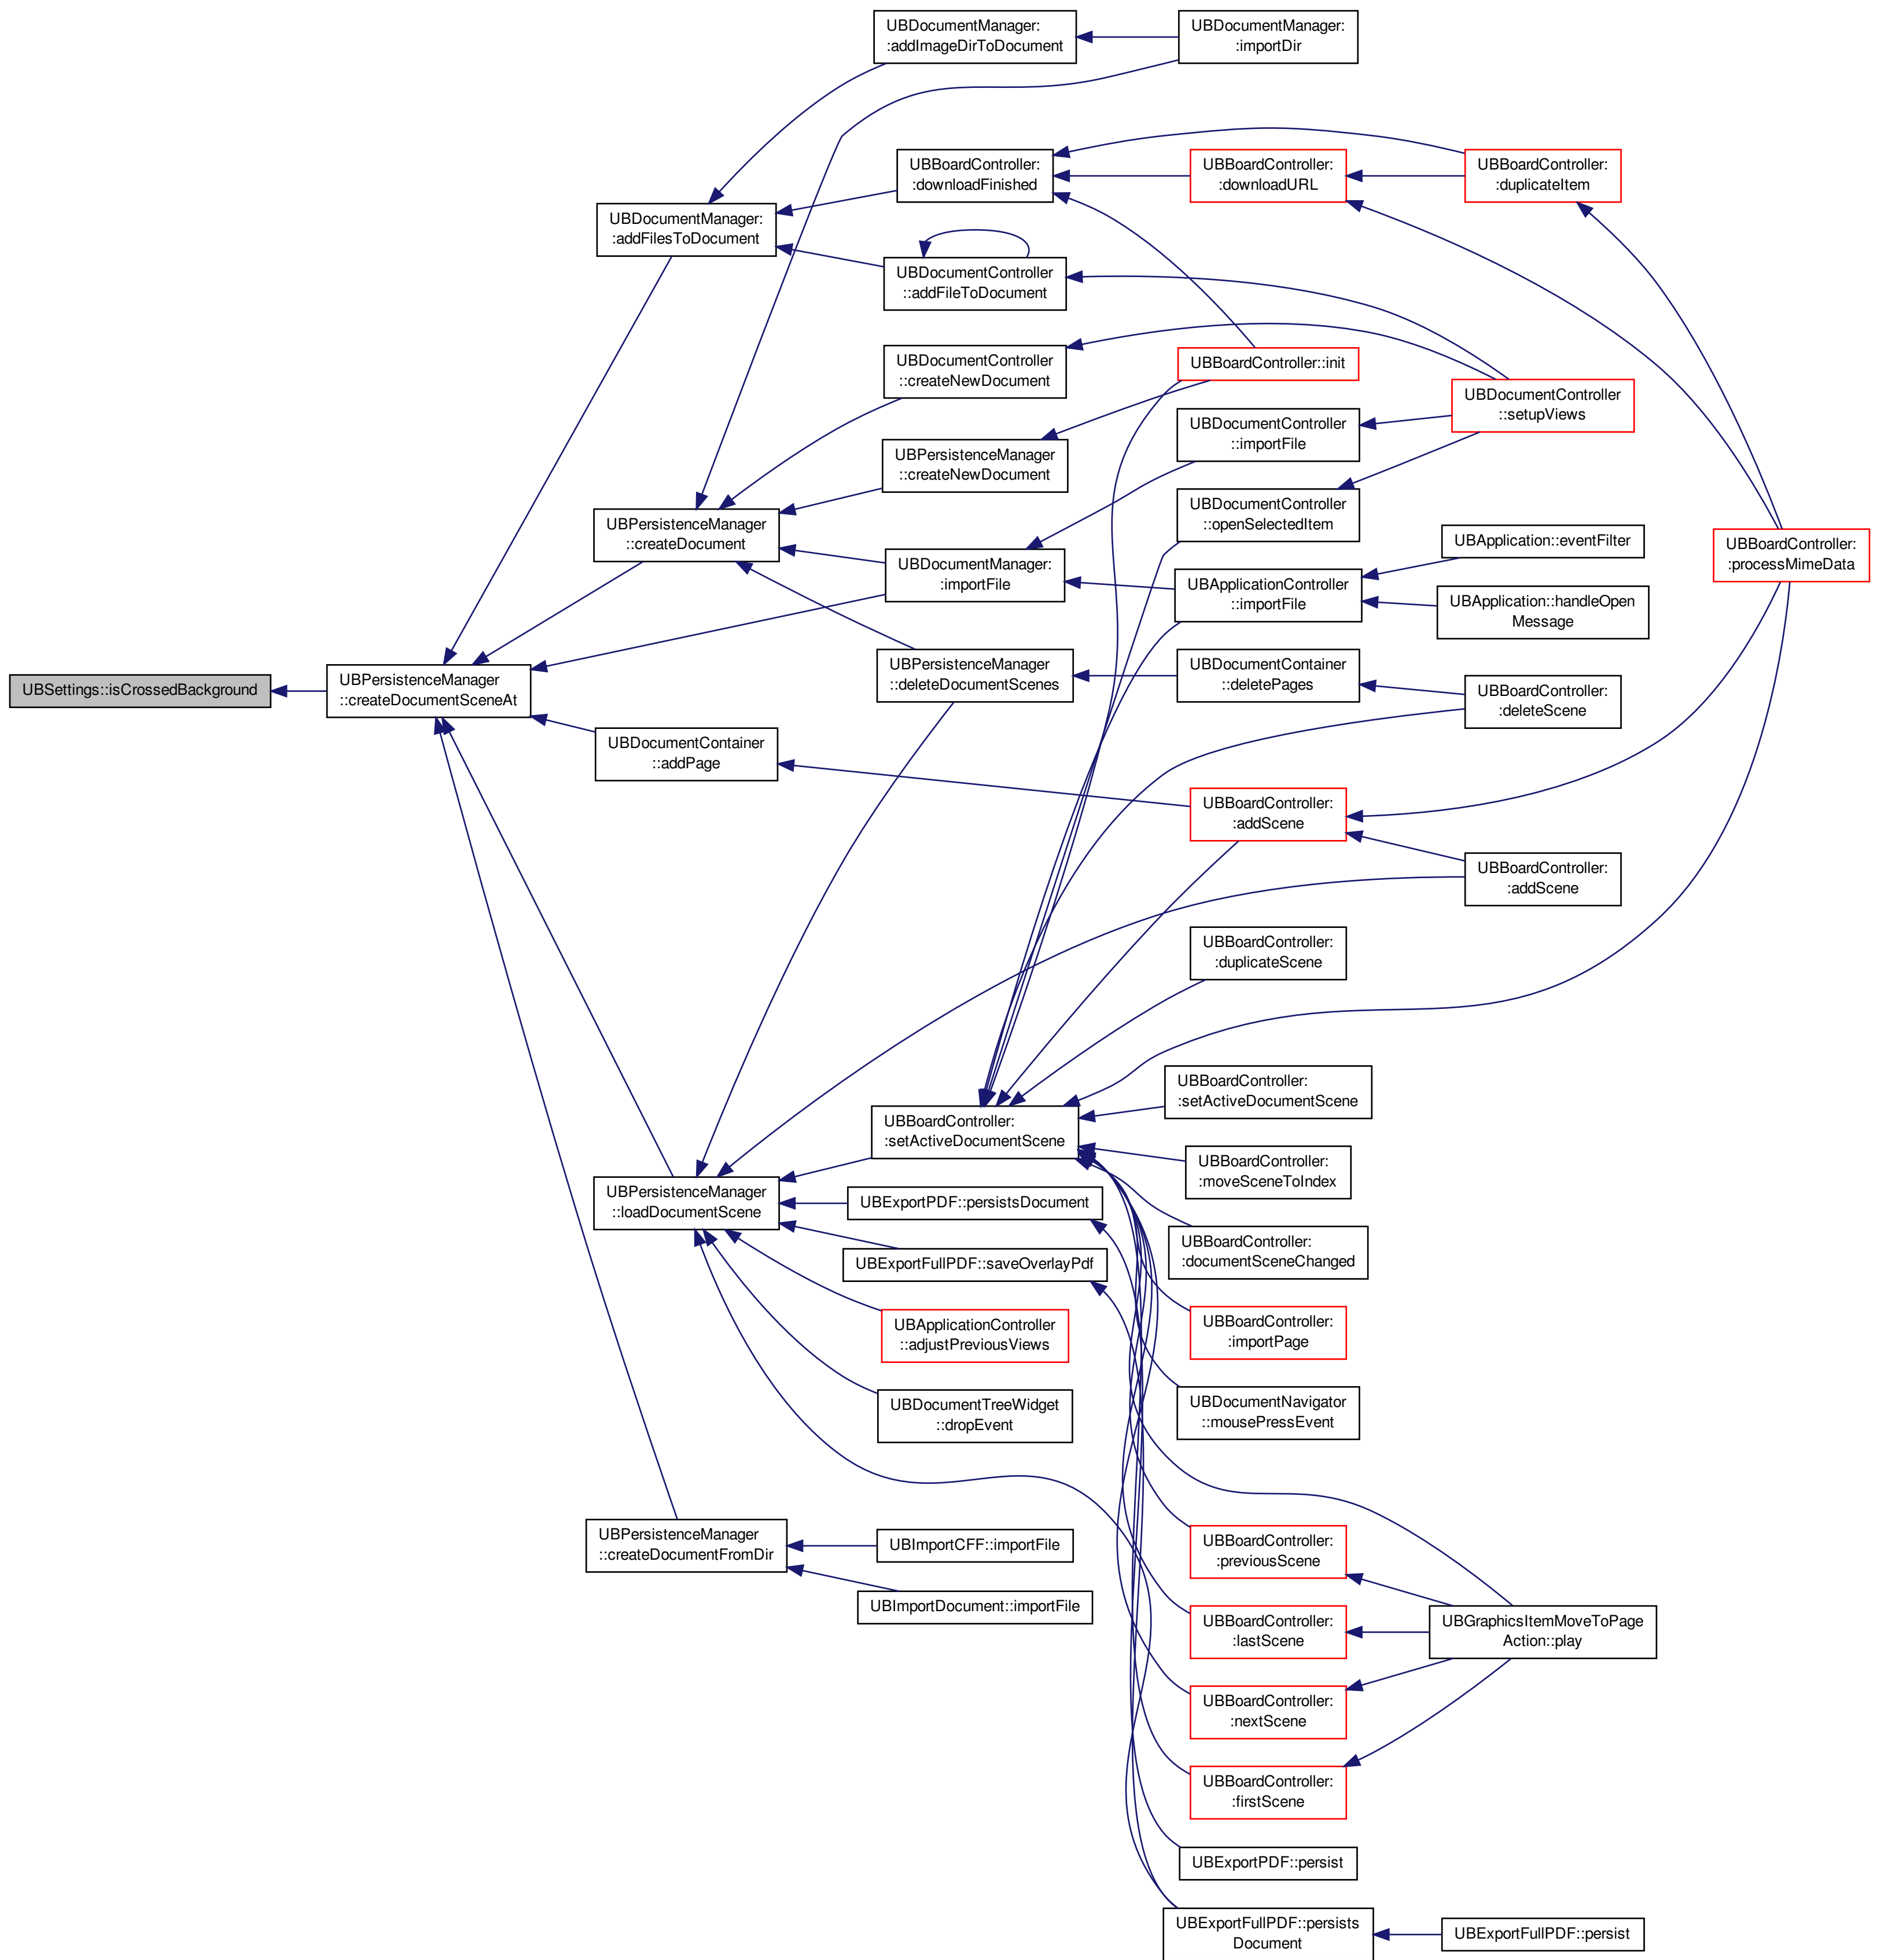 UBDocumentManager:
:addImageDirToDocument
UBDocumentManager:
:importDir
UBBoardController:
:downloadFinished
UBBoardController:
:downloadURL
UBBoardController:
:duplicateItem
UBDocumentManager:
:addFilesToDocument
UBDocumentController
::addFileToDocument
UBDocumentController
::createNewDocument
UBBoardController::init
UBDocumentController
::setupViews
UBDocumentController
::importFile
UBPersistenceManager
::createNewDocument
UBDocumentController
::openSelectedItem
UBPersistenceManager
::createDocument
UBApplication::eventFilter
UBBoardController:
:processMimeData
UBDocumentManager:
:importFile
UBApplicationController
::importFile
UBApplication::handleOpen
Message
UBSettings::isCrossedBackground
UBPersistenceManager
::createDocumentSceneAt
UBPersistenceManager
::deleteDocumentScenes
UBDocumentContainer
::deletePages
UBBoardController:
:deleteScene
UBDocumentContainer
::addPage
UBBoardController:
:addScene
UBBoardController:
:addScene
UBBoardController:
:duplicateScene
UBBoardController:
:setActiveDocumentScene
UBBoardController:
:setActiveDocumentScene
UBBoardController:
:moveSceneToIndex
UBPersistenceManager
::loadDocumentScene
UBExportPDF::persistsDocument
UBBoardController:
:documentSceneChanged
UBExportFullPDF::saveOverlayPdf
UBApplicationController
::adjustPreviousViews
UBBoardController:
:importPage
UBDocumentTreeWidget
::dropEvent
UBDocumentNavigator
::mousePressEvent
UBPersistenceManager
::createDocumentFromDir
UBImportCFF::importFile
UBBoardController:
:previousScene
UBImportDocument::importFile
UBBoardController:
:lastScene
UBGraphicsItemMoveToPage
Action::play
UBBoardController:
:nextScene
UBBoardController:
:firstScene
UBExportPDF::persist
UBExportFullPDF::persists
Document
UBExportFullPDF::persist